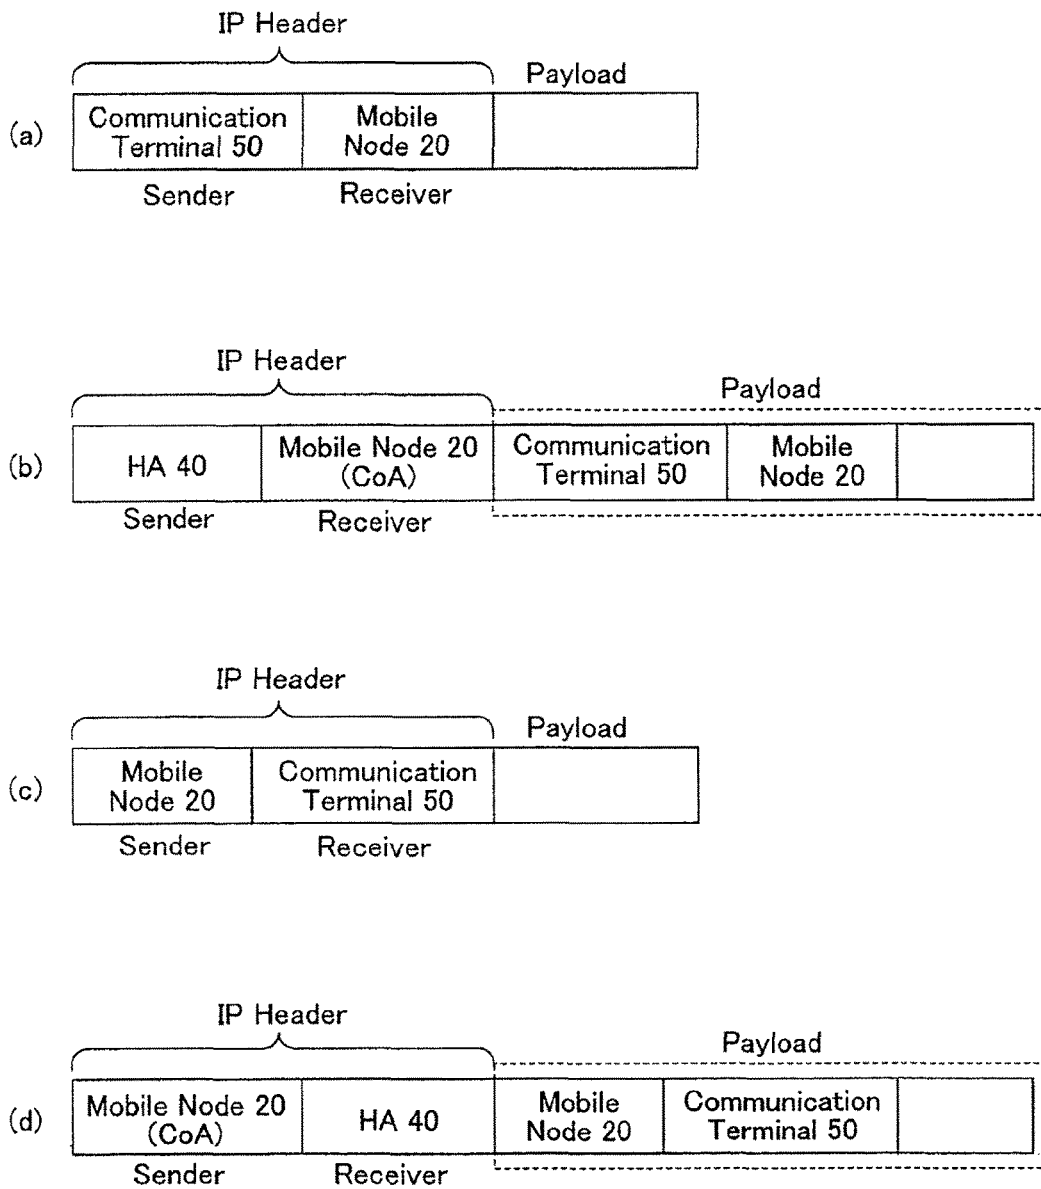 IP Header
Payload
(a)
Communication Terminal 50
Mobile Node 20
Sender
Receiver
IP Header
Payload
(b)
HA 40
Mobile Node 20 (CoA)
Communication Terminal 50
Mobile Node 20
Sender
Receiver
IP Header
Payload
(c)
Mobile Node 20
Communication Terminal 50
Sender
Receiver
IP Header
Payload
(d)
Mobile Node 20 (CoA)
HA 40
Mobile Node 20
Communication Terminal 50
Sender
Receiver